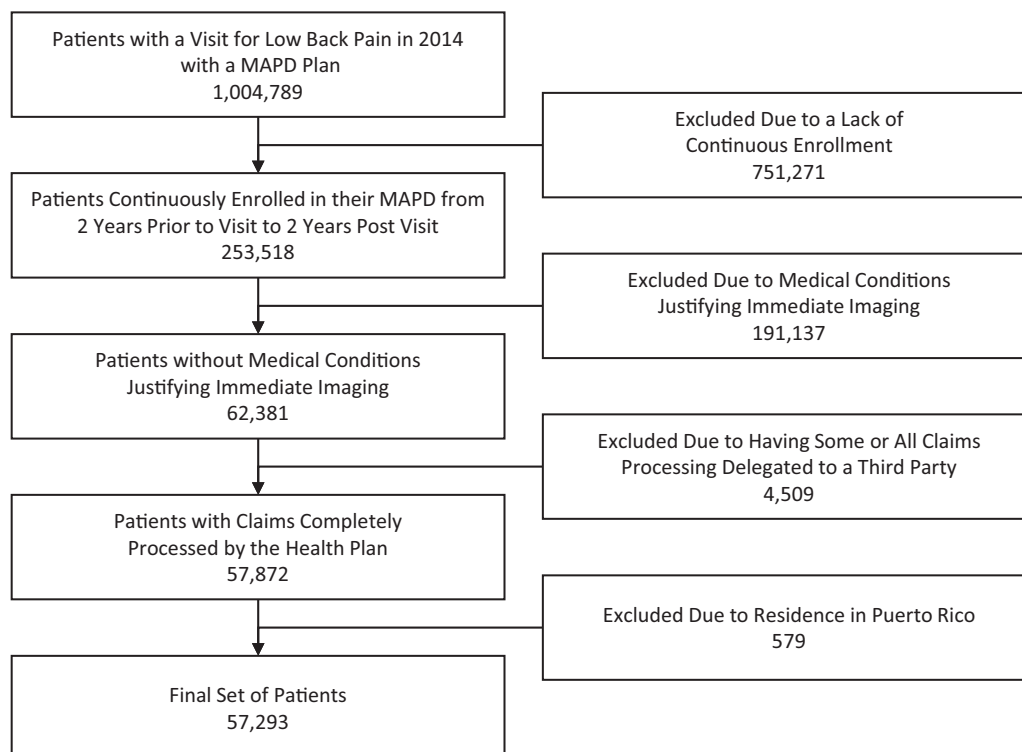 Patients with a Visit for Low Back Pain in 2014
with a MAPD Plan
1,004,789
Excluded Due to a Lack of
Continuous Enrollment
751,271
Patients Continuously Enrolled in their MAPD from
2 Years Prior to Visit to 2 Years Post Visit
253,518
Excluded Due to Medical Conditions
Justifying Immediate Imaging
191,137
Patients without Medical Conditions
Justifying Immediate Imaging
62,381
Excluded Due to Having Some or All Claims
Processing Delegated to a Third Party
4,509
Patients with Claims Completely
Processed by the Health Plan
57,872
Excluded Due to Residence in Puerto Rico
579
Final Set of Patients
57,293